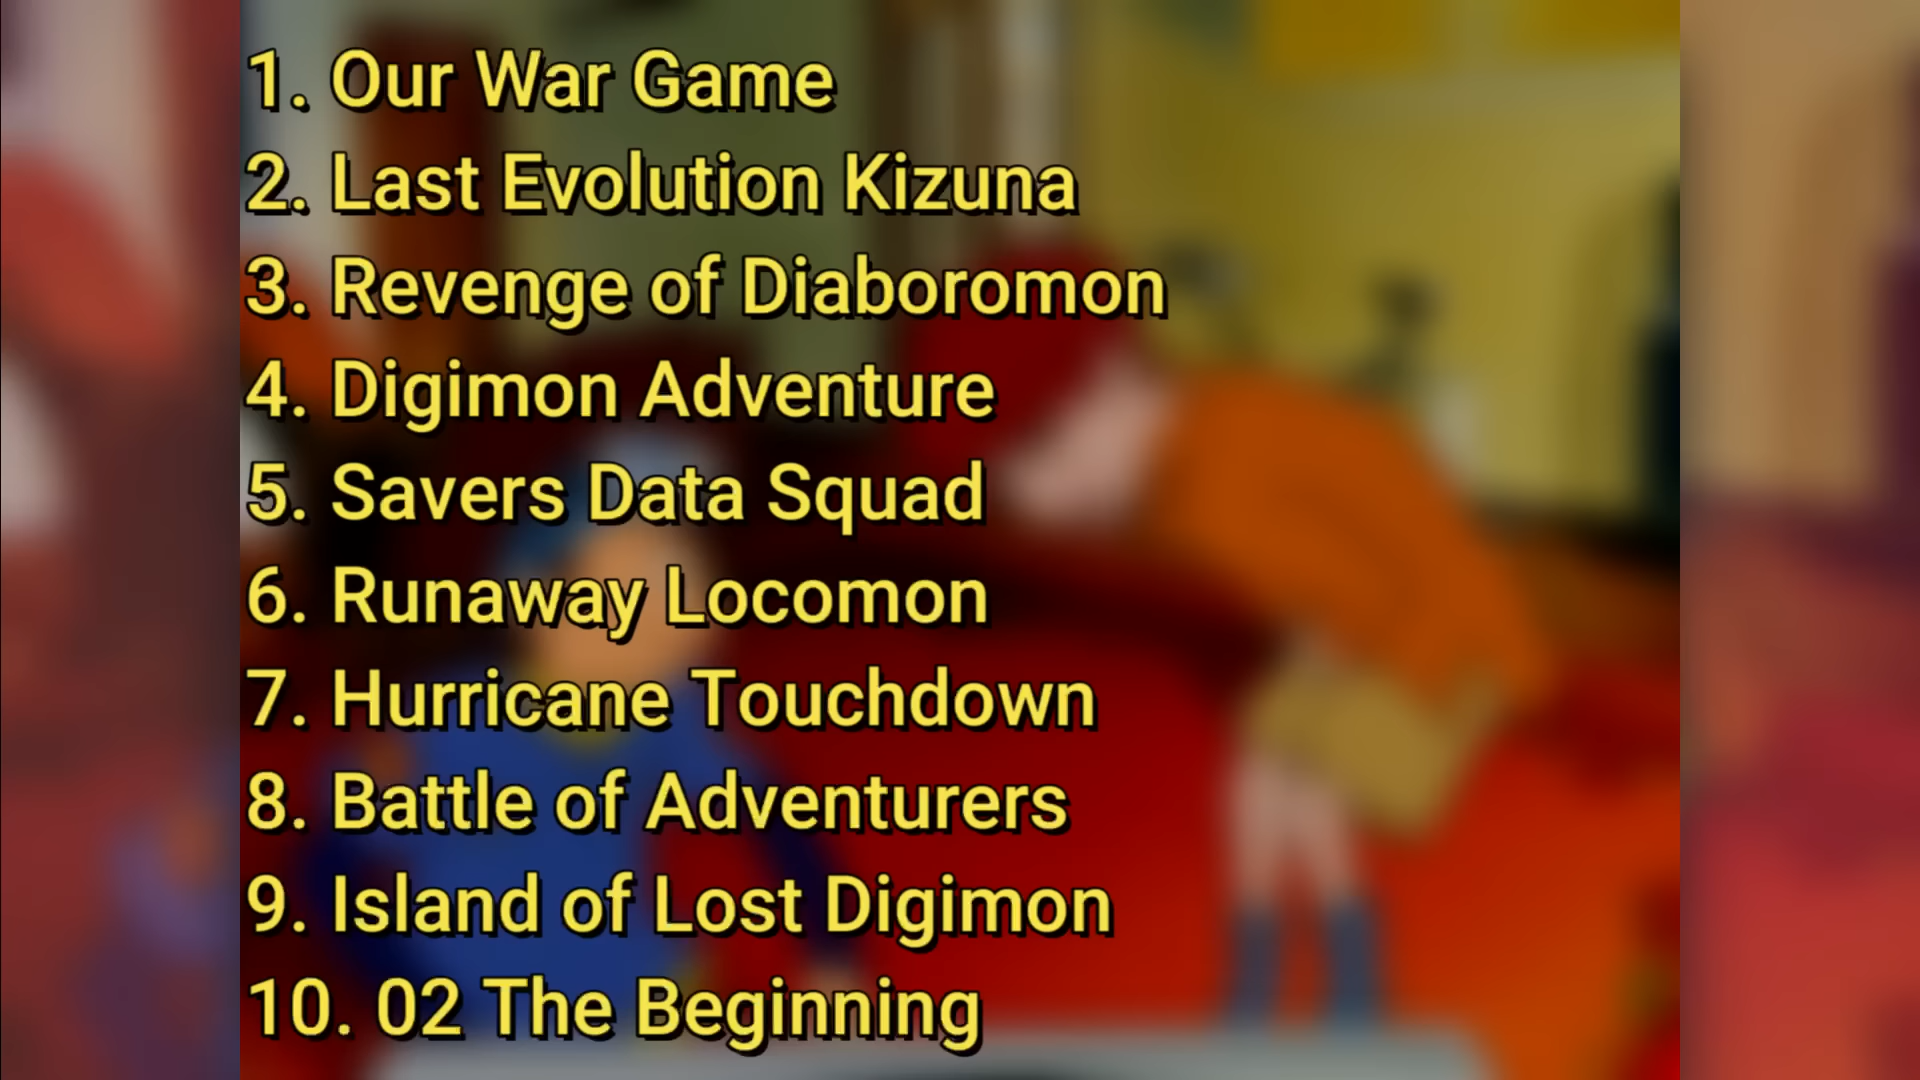 1. Our War Game
2. Last Evolution Kizuna
3. Revenge of Diaboromon
4. Digimon Adventure
5. Savers Data Squad
6. Runaway Locomon
7. Hurricane Touchdown
8. Battle of Adventurers
9. Island of Lost Digimon
10. 02 The Beginning